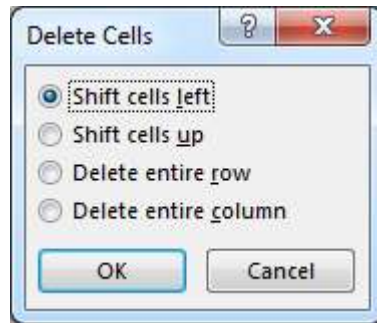 Delete Cells
Shift cells left
Shift cells up
Delete entire row
Delete entire column
OK Cancel